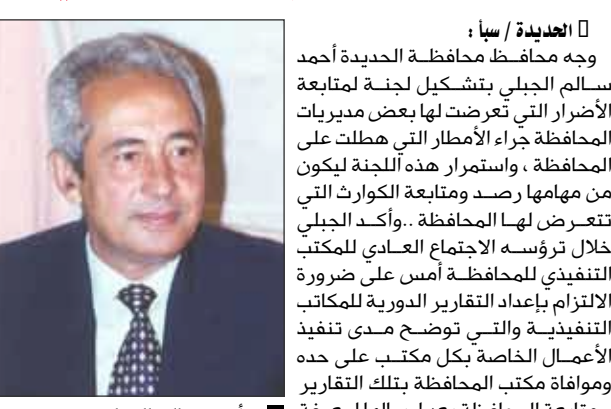 الحديدة / سبأ :
وجه محافظ محافظة الحديدة أحمد
سالم الجبلي بتشكيل لجنة لمتابعة
الأضرار التي تعرضت لها بعض مديريات
المحافظة جراء الأمطار التي هطلت على
المحافظة ، واستمرار هذه اللجنة ليكون
من مهامها رصد ومتابعة الكوارث التي
تتعرض لها المحافظة ..وأكد الجبلي
خلال ترؤسه الاجتماع العادي للمكتب
التنفيذي للمحافظة أمس على ضرورة
الالتزام بإعداد التقارير الدورية للمكاتب
التنفيذية والتي توضح مدى تنفيذ
الأعمال الخاصة بكل مكتب على حده
وموافاة مكتب المحافظة بتلك التقارير